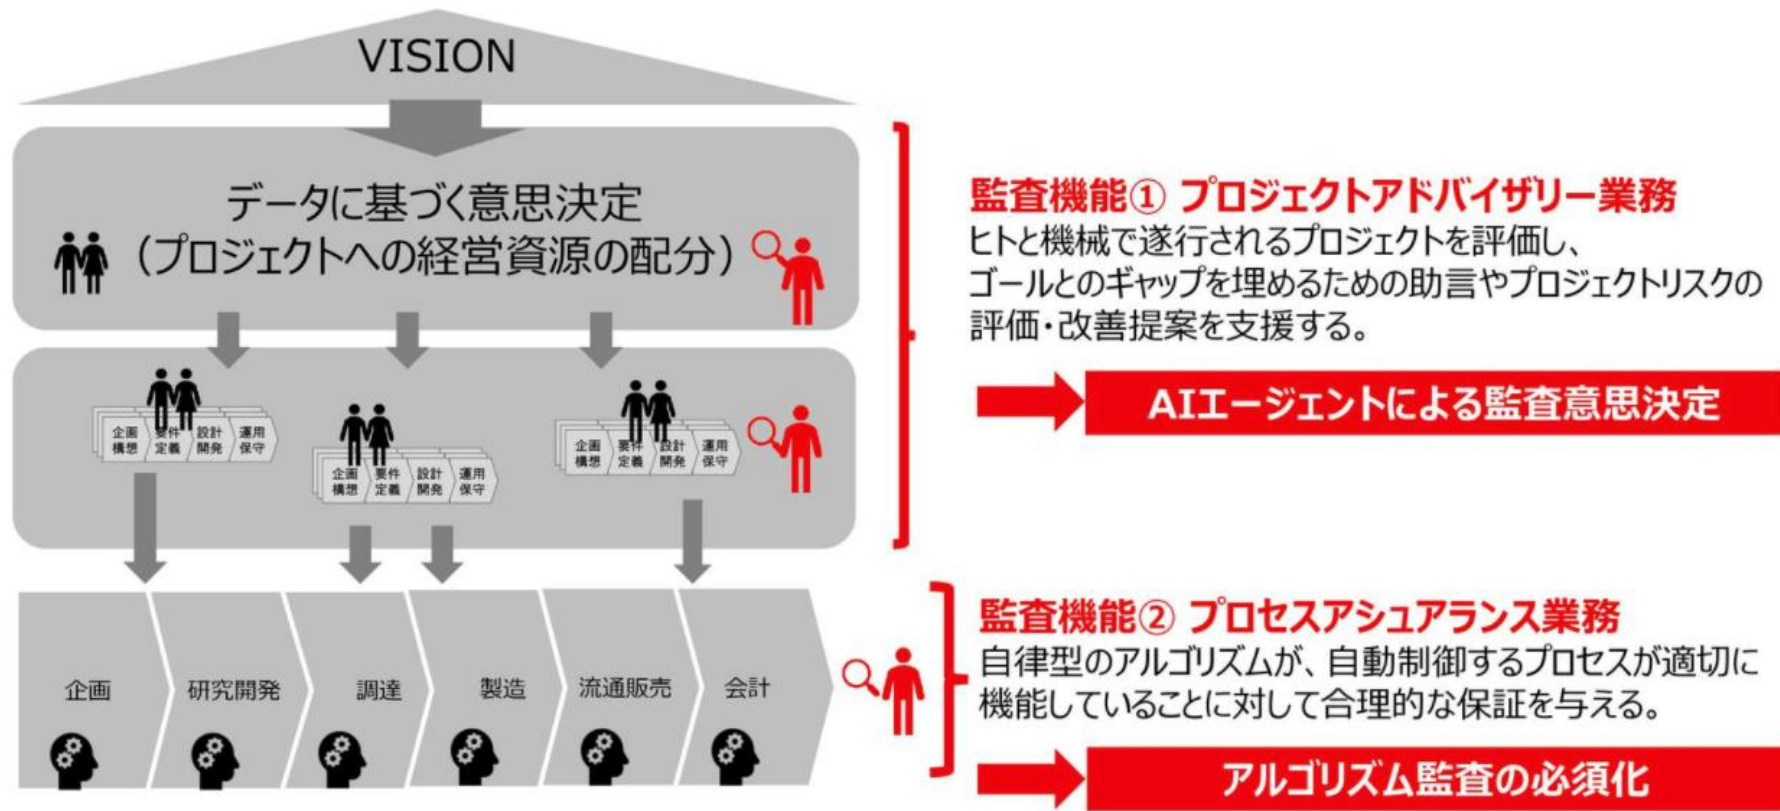 VISION
データに基づく意思決定
（プロジェクトへの経営資源の配分）
企画
構想
要件
定義
設計
開発
運用
保守
企画
構想
要件
定義
設計
開発
運用
保守
企画
構想
要件
定義
設計
開発
運用
保守
企画
研究開発
調達
製造
流通販売
会計
監査機能① プロジェクトアドバイザリー業務
ヒトと機械で遂行されるプロジェクトを評価し、
ゴールとのギャップを埋めるための助言やプロジェクトリスクの
評価・改善提案を支援する。
AIエージェントによる監査意思決定
監査機能② プロセスアシュアランス業務
自律型のアルゴリズムが、自動制御するプロセスが適切に
機能していることに対して合理的な保証を与える。
アルゴリズム監査の必須化